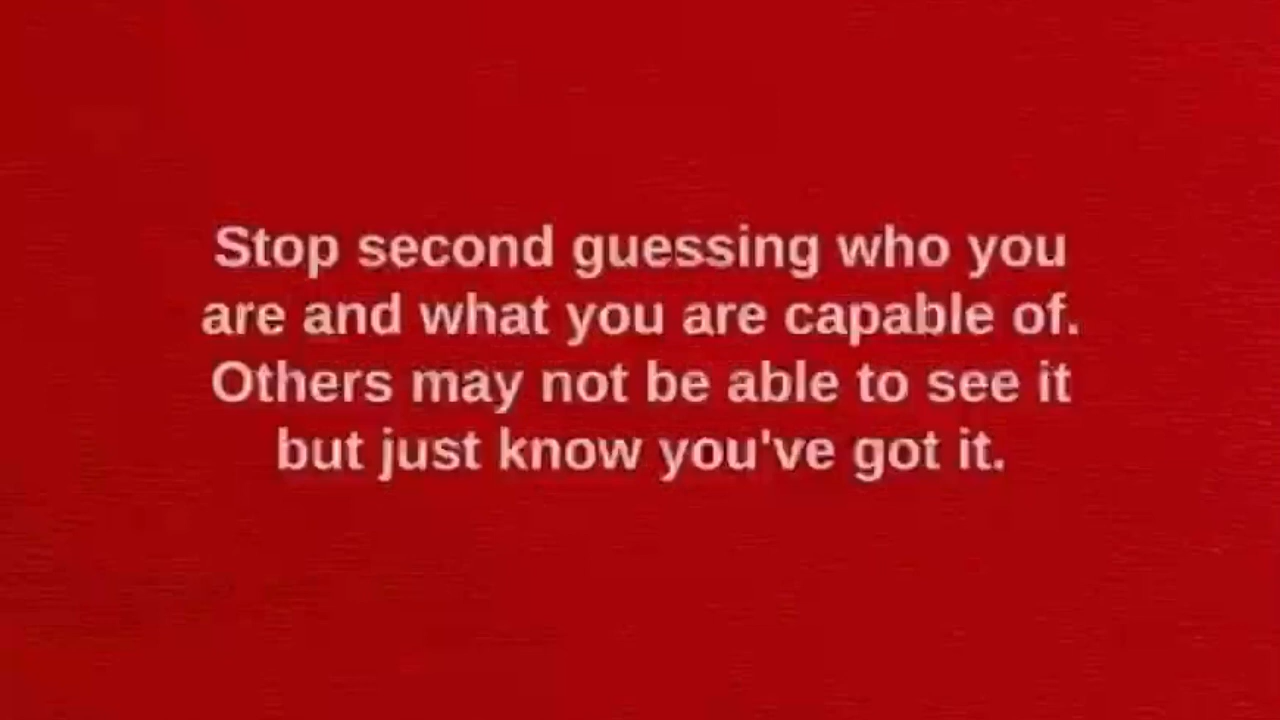 Stop second guessing who you
are and what you are capable of.
Others may not be able to see it
but just know you've got it.